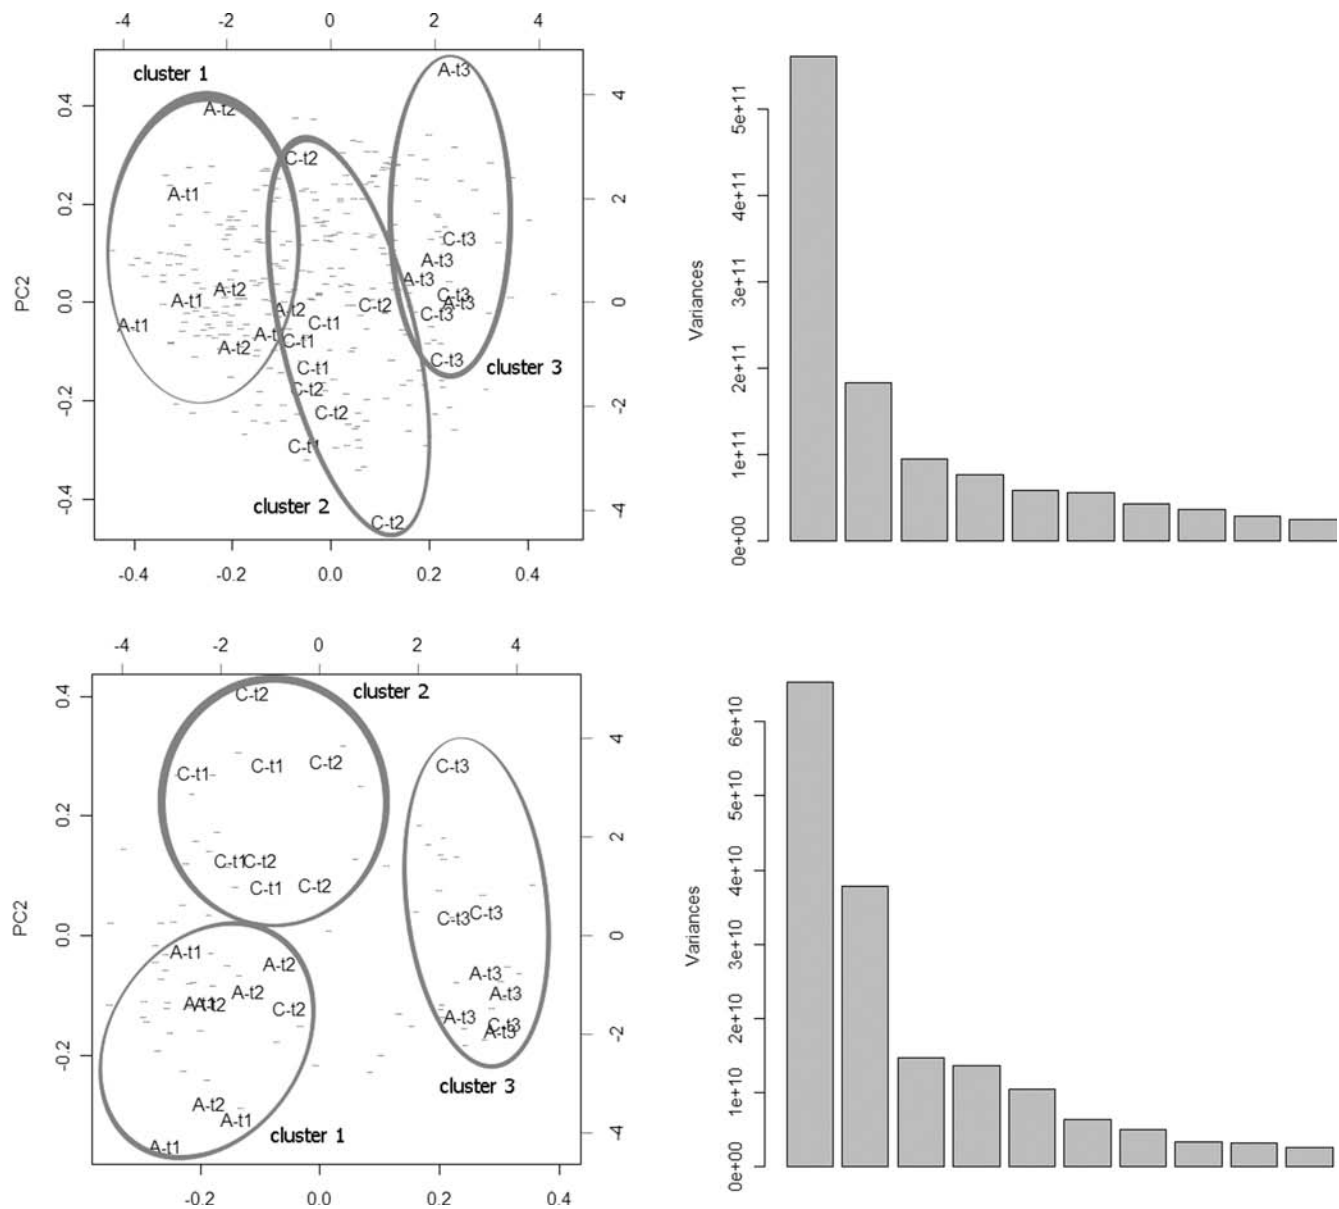 -4 -2 0 2 4
cluster 1
A-t3
A-t2
C-t2
A-t1
C-t3
A-t3
A-t3
A-t2
C-t3
A-t1
A-t3
A-t2
C-t2
C-t3
A-t1
C-t1
A-t
C-t1
A-t2
C-t3
C-t1
cluster 3
C-t2
C-t2
C-t1
cluster 2
C-t2
PC2
0.4
0.2
0.0
-0.2
-0.4
4
2
0
-2
-4
-0.4 -0.2 0.0 0.2 0.4
Variances
5e+11
4e+11
3e+11
2e+11
1e+11
0e+00
-4 -2 0 2 4
C-t2
cluster 2
C-t1
C-t1
C-t2
C-t3
C-t1
C-t2
C-t1
C-t2
C-t3
C-t3
A-t1
A-t2
A-t3
A-t2
A-t3
A-t1
A-t2
C-t2
A-t3
C-t3
A-t3
cluster 3
A-t2
A-t1
cluster 1
A-t1
PC2
0.4
0.2
0.0
-0.2
4
2
0
-2
-4
-0.2 0.0 0.2 0.4
Variances
6e+10
5e+10
4e+10
3e+10
2e+10
1e+10
0e+00